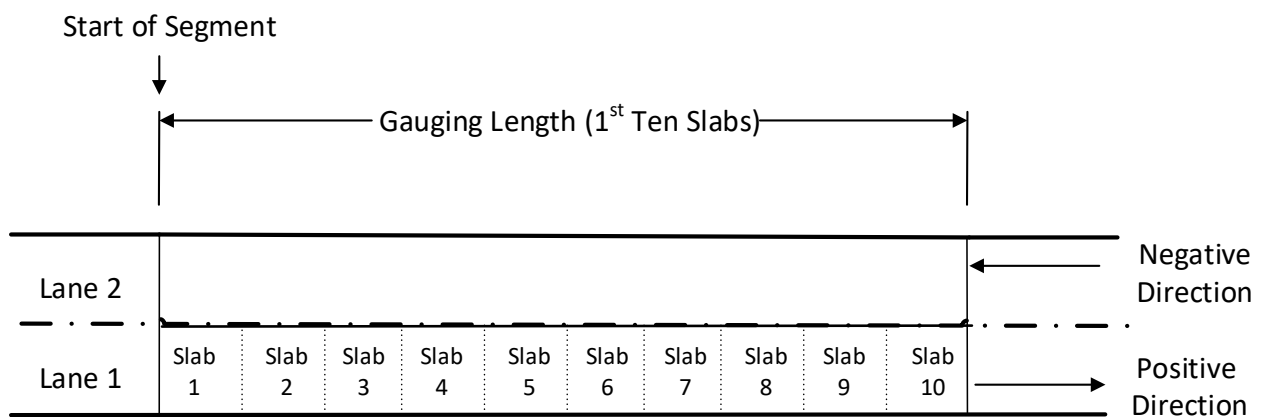 Start of Segment
Gauging Length (1st Ten Slabs)
Negative
Direction
Lane 2
Slab Slab Slab Slab Slab Slab Slab Slab Slab Slab
1 2 3 4 5 6 7 8 9 10
Lane 1
Positive
Direction